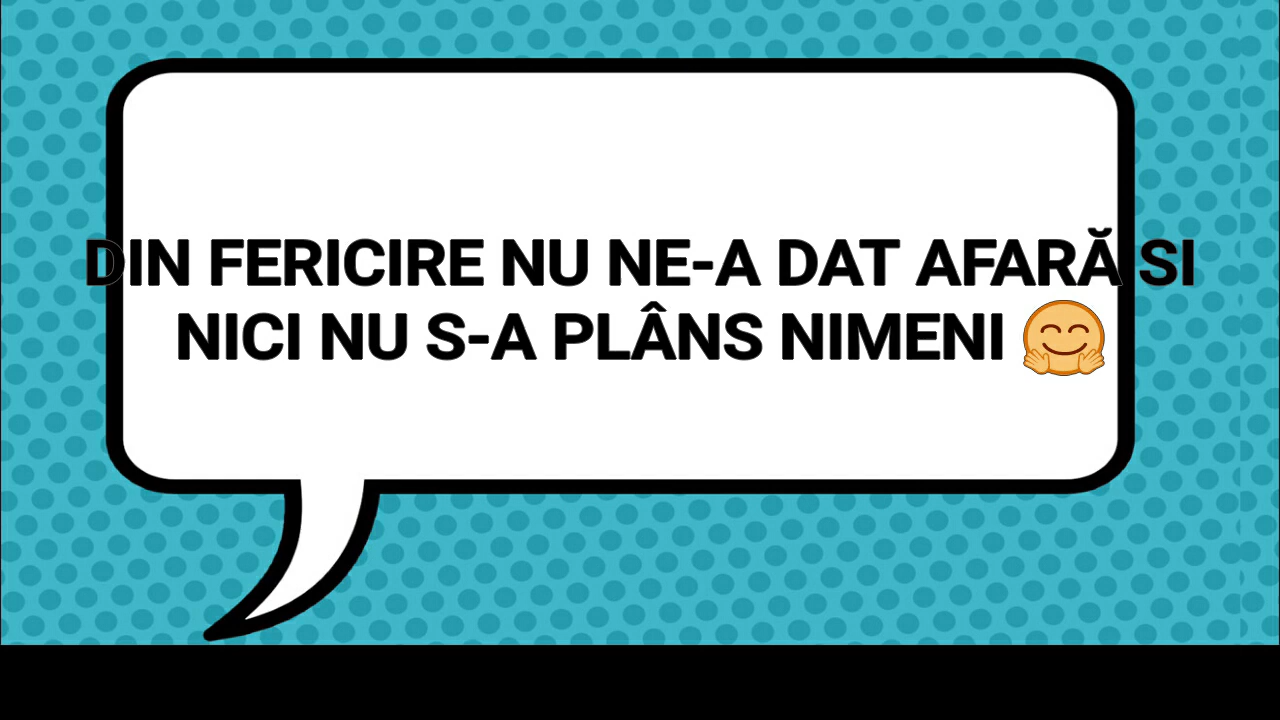 DIN FERICIRE NU NE-A DAT AFARĂ SI
NICI NU S-A PLÂNS NIMENI 🤗